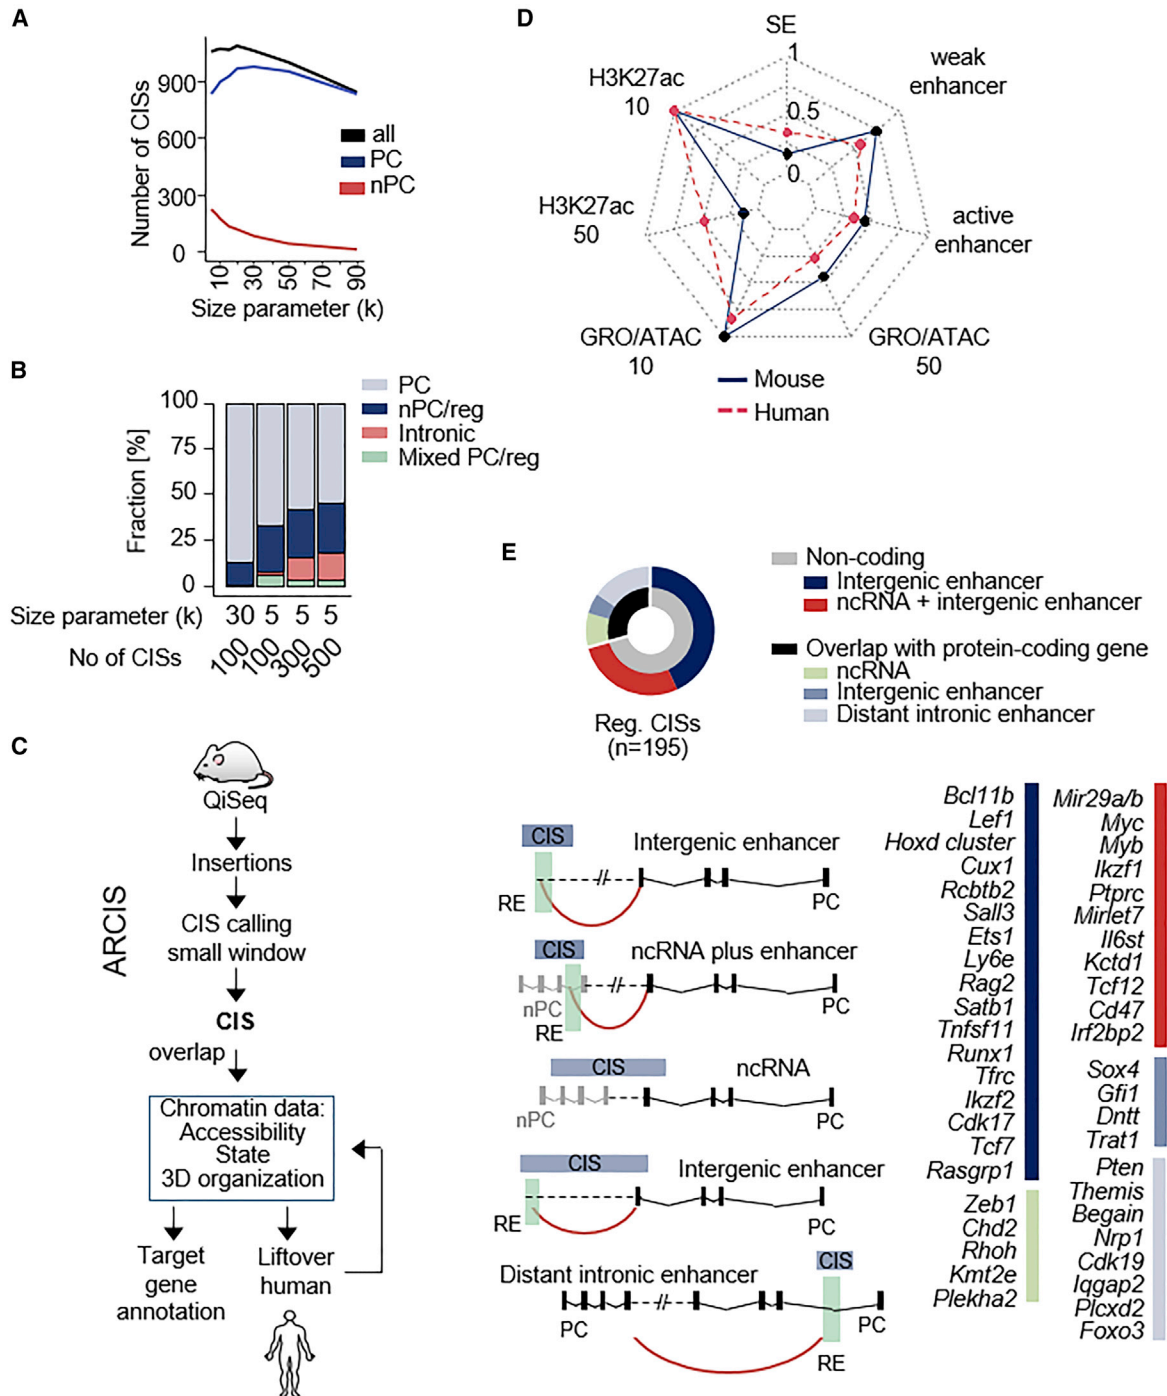 A
Number of CISs
900
600
300
0
all
PC
nPC
10
30
50
70
90
Size parameter (k)
B
Fraction [%]
100
75
50
25
0
PC
nPC/reg
Intronic
Mixed PC/reg
Size parameter (k) 30 5 5 5
No of CISs 100 100 300 500
C
ARCIS
QiSeq
Insertions
CIS calling
small window
CIS
overlap
Chromatin data:
Accessibility
State
3D organization
Target
gene
annotation
Liftover
human
D
SE
1
0.5
0
weak
enhancer
active
enhancer
GRO/ATAC
50
GRO/ATAC
10
H3K27ac
50
H3K27ac
10
Mouse
Human
E
Reg. CISs
(n=195)
Non-coding
Intergenic enhancer
ncRNA + intergenic enhancer
Overlap with protein-coding gene
ncRNA
Intergenic enhancer
Distant intronic enhancer
CIS
Intergenic enhancer
//
RE
PC
CIS
ncRNA plus enhancer
//
nPC
RE
PC
CIS
ncRNA
nPC
PC
CIS
Intergenic enhancer
RE
PC
CIS
Distant intronic enhancer
//
PC
PC
RE
Bcl11b
Lef1
Hoxd cluster
Cux1
Rcbtb2
Sall3
Ets1
Ly6e
Rag2
Satb1
Tnfsf11
Runx1
Tfrc
Ikzf2
Cdk17
Tcf7
Rasgrp1
Zeb1
Chd2
Rhoh
Kmt2e
Plekha2
Mir29a/b
Myc
Myb
Ikzf1
Ptprc
Mirlet7
Il6st
Kctd1
Tcf12
Cd47
Irf2bp2
Sox4
Gfi1
Dntt
Trat1
Pten
Themis
Begain
Nrp1
Cdk19
Iqgap2
Plcxd2
Foxo3